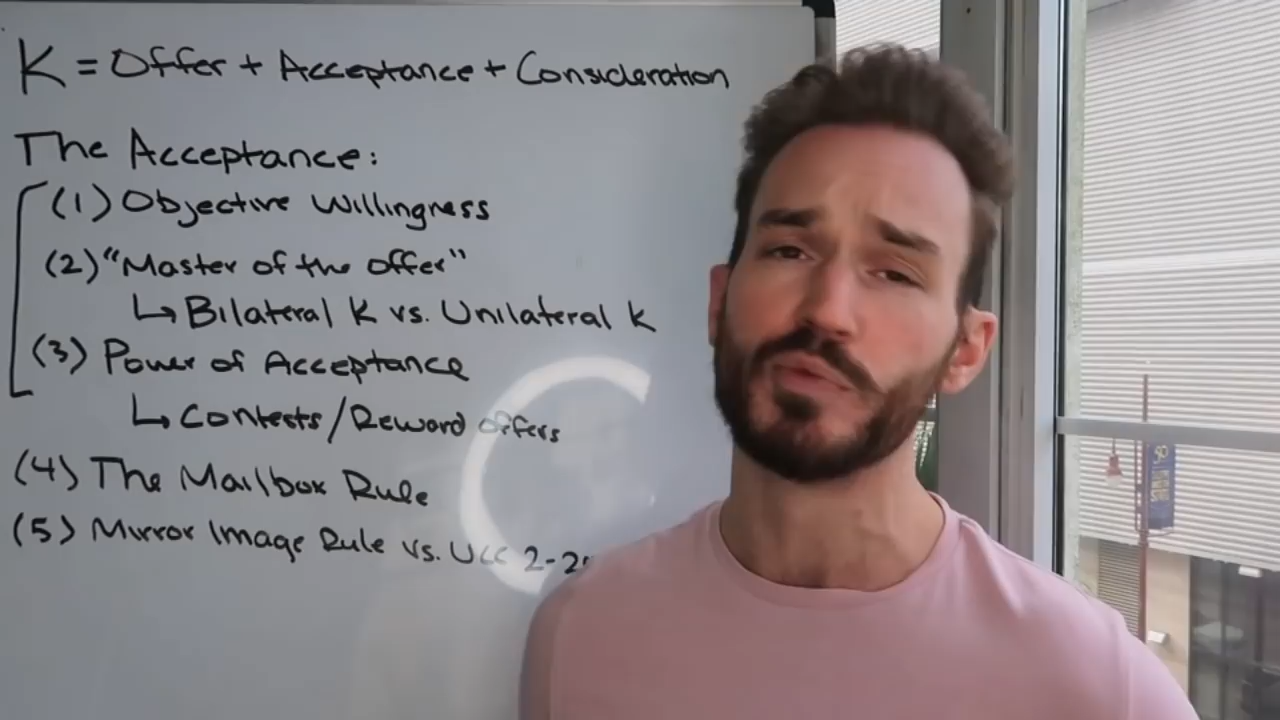 K = Offer + Acceptance + Consideration
The Acceptance:
(1) Objective Willingness
(2) "Master of the offer"
↳ Bilateral K vs. Unilateral K
(3) Power of Acceptance
↳ Contests/Reward offers
(4) The Mailbox Rule
(5) Mirror Image Rule vs. UCC